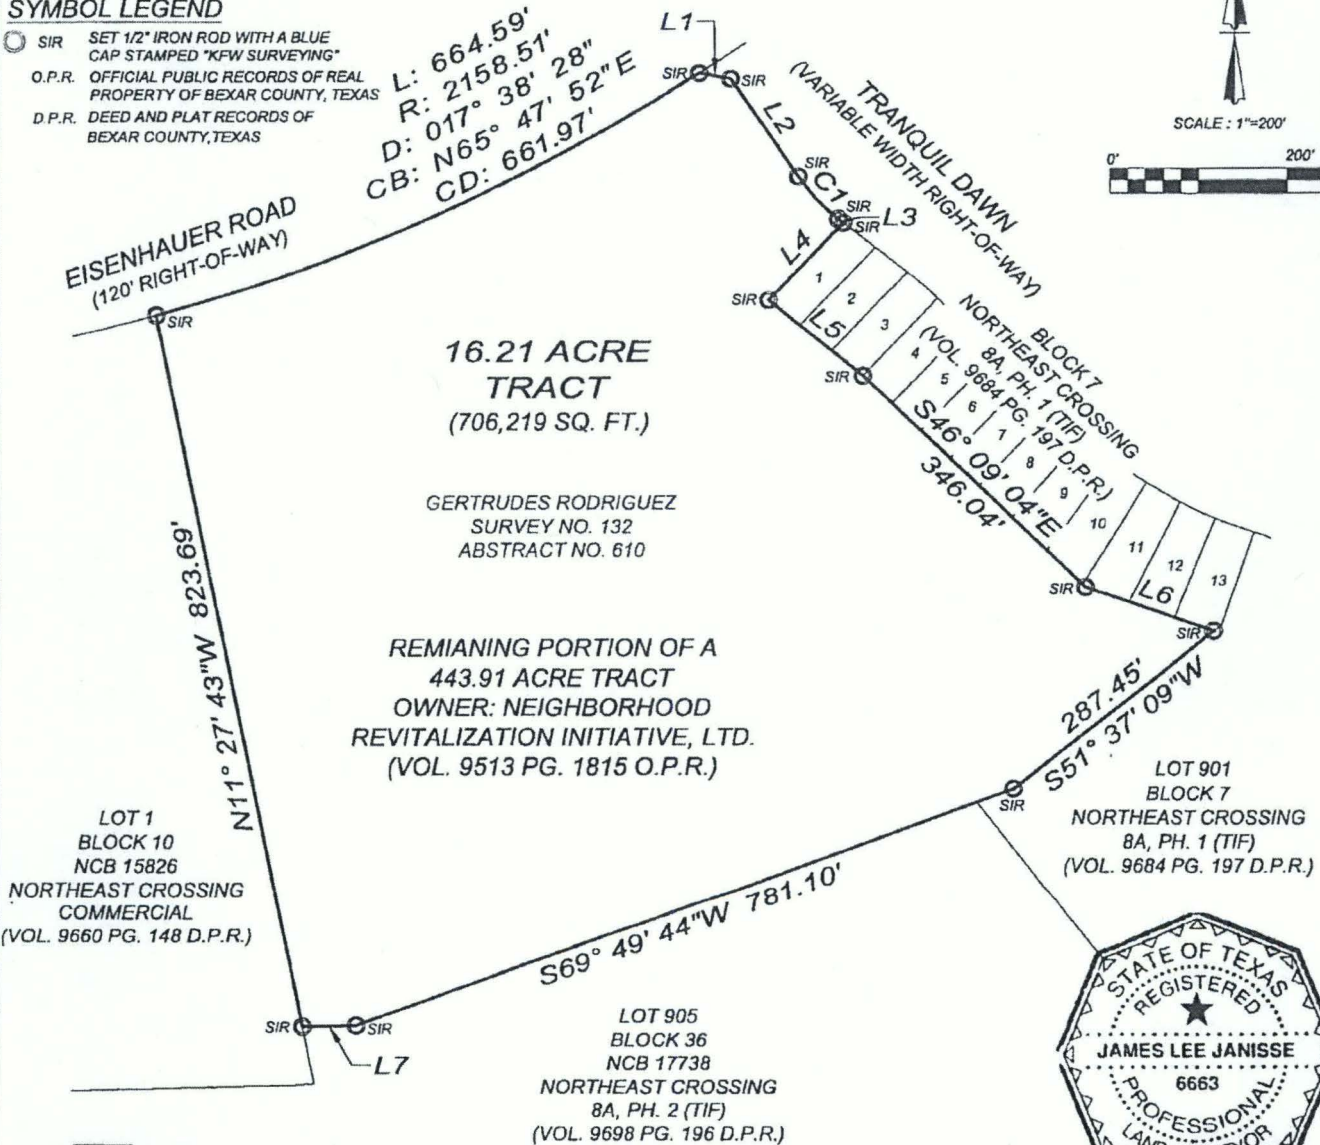 SYMBOL LEGEND
SIR SET 1/2" IRON ROD WITH A BLUE
CAP STAMPED "KFW SURVEYING"
O.P.R. OFFICIAL PUBLIC RECORDS OF REAL
PROPERTY OF BEXAR COUNTY, TEXAS
D.P.R. DEED AND PLAT RECORDS OF
BEXAR COUNTY, TEXAS
L: 664.59'
R: 2158.51'
D: 017° 38' 28"
CB: N65° 47' 52"E
CD: 661.97'
EISENHAUER ROAD
(120' RIGHT-OF-WAY)
SIR
L1
SIR
SIR
L2
SIR
C1
SIR
SIR
L3
L4
SIR
L5
SIR
TRANQUIL DAWN
(VARIABLE WIDTH RIGHT-OF-WAY)
SCALE : 1"=200'
0' 200'
1
2
3
4
5
6
7
8
9
10
11
12
13
BLOCK 7
NORTHEAST CROSSING
8A, PH. 1 (TIF)
(VOL. 9684 PG. 197 D.P.R.)
S46° 09' 04"E
346.04'
SIR
L6
SIR
16.21 ACRE
TRACT
(706,219 SQ. FT.)
GERTRUDES RODRIGUEZ
SURVEY NO. 132
ABSTRACT NO. 610
REMIANING PORTION OF A
443.91 ACRE TRACT
OWNER: NEIGHBORHOOD
REVITALIZATION INITIATIVE, LTD.
(VOL. 9513 PG. 1815 O.P.R.)
N11° 27' 43"W 823.69'
287.45'
S51° 37' 09"W
SIR
LOT 901
BLOCK 7
NORTHEAST CROSSING
8A, PH. 1 (TIF)
(VOL. 9684 PG. 197 D.P.R.)
LOT 1
BLOCK 10
NCB 15826
NORTHEAST CROSSING
COMMERCIAL
(VOL. 9660 PG. 148 D.P.R.)
S69° 49' 44"W 781.10'
SIR
SIR
L7
LOT 905
BLOCK 36
NCB 17738
NORTHEAST CROSSING
8A, PH. 2 (TIF)
(VOL. 9698 PG. 196 D.P.R.)
STATE OF TEXAS
REGISTERED
JAMES LEE JANISSE
6663
PROFESSIONAL